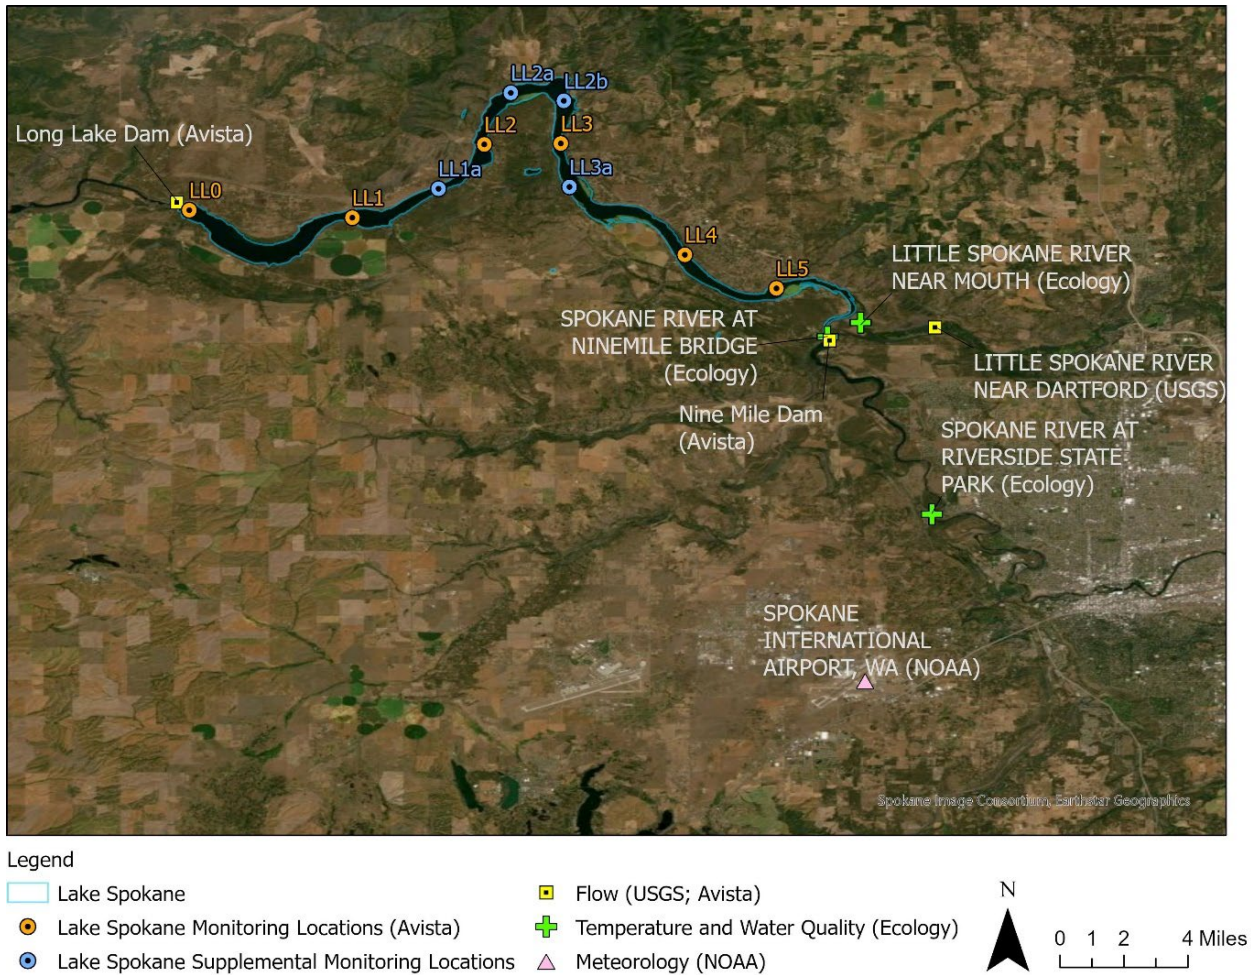 LL2a
LL2b
Long Lake Dam (Avista)
LL2
LL3
LL1a
LL3a
LL0
LL1
LL4
LITTLE SPOKANE RIVER
NEAR MOUTH (Ecology)
LL5
SPOKANE RIVER AT
NINEMILE BRIDGE
(Ecology)
LITTLE SPOKANE RIVER
NEAR DARTFORD (USGS)
Nine Mile Dam
(Avista)
SPOKANE RIVER AT
RIVERSIDE STATE
PARK (Ecology)
SPOKANE
INTERNATIONAL
AIRPORT, WA (NOAA)
Spokane Image Consortium, Earthstar Geographics
Legend
Lake Spokane
Lake Spokane Monitoring Locations (Avista)
Lake Spokane Supplemental Monitoring Locations
Flow (USGS; Avista)
Temperature and Water Quality (Ecology)
Meteorology (NOAA)
N
0 1 2 4 Miles